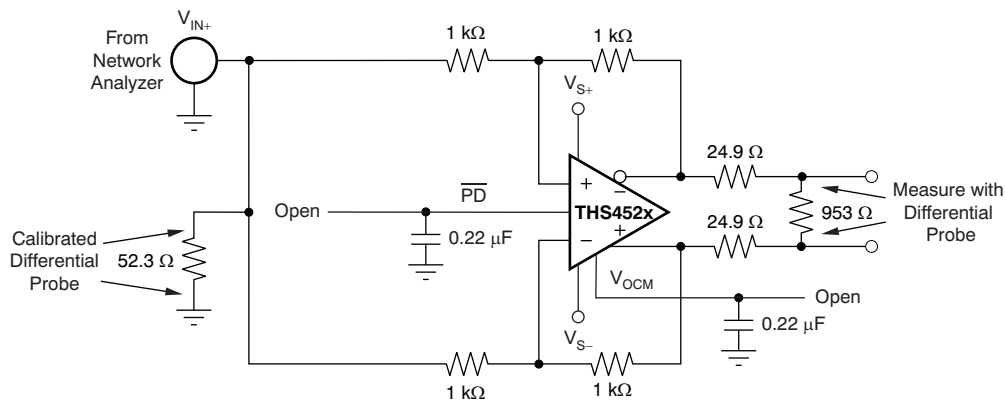 V_IN+
From
Network
Analyzer
1 kΩ
1 kΩ
V_S+
24.9 Ω
+
−
THS452x
−
+
Open
PD̅
0.22 μF
Calibrated
Differential
Probe
52.3 Ω
24.9 Ω
953 Ω
Measure with
Differential
Probe
V_OCM
Open
0.22 μF
V_S−
1 kΩ
1 kΩ